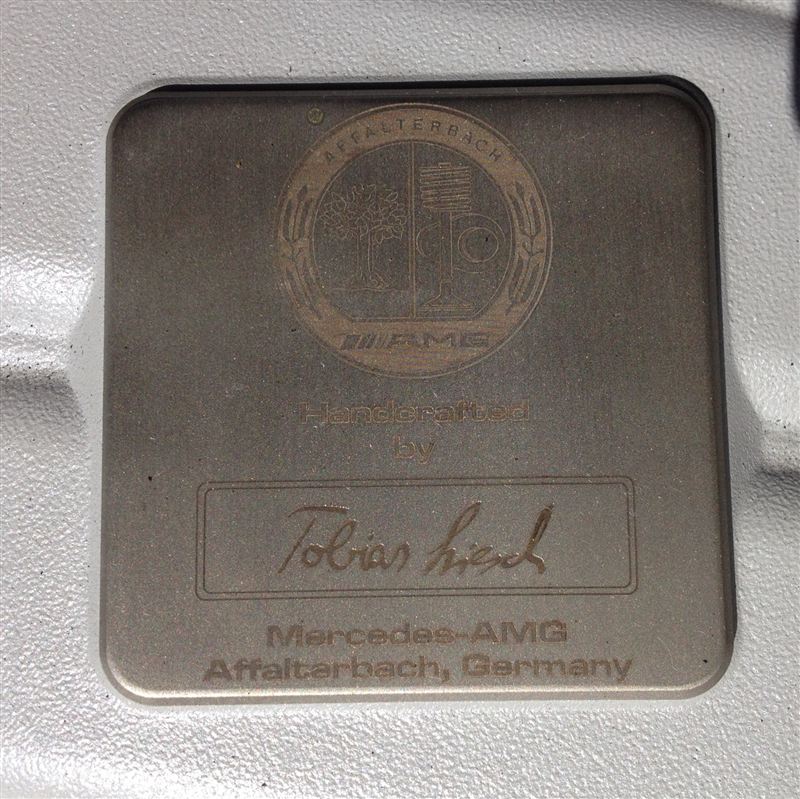 AFFALTERBACH
AMG
Handcrafted
by
Tobias
Mercedes-AMG
Affalterbach, Germany